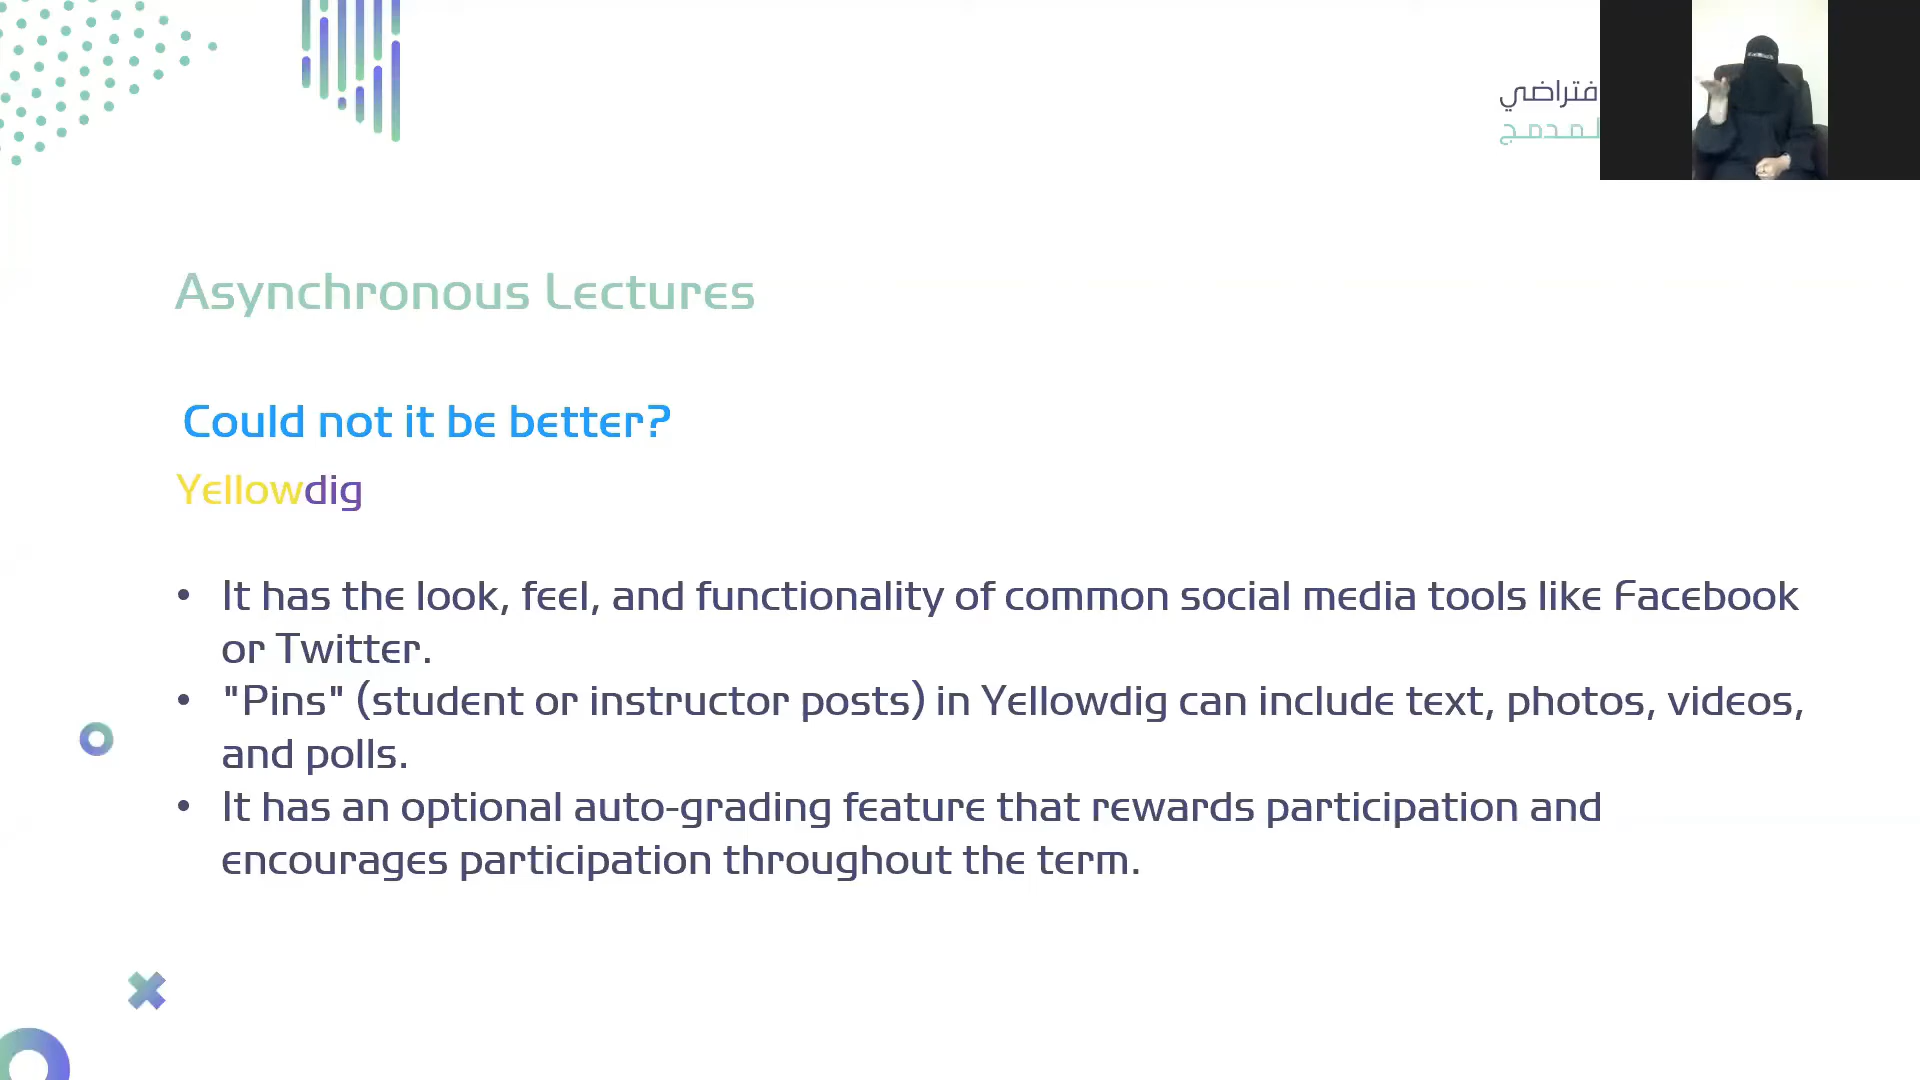 فتراضي
لمدمج
Asynchronous Lectures
Could not it be better?
Yellowdig
• It has the look, feel, and functionality of common social media tools like Facebook
or Twitter.
• "Pins" (student or instructor posts) in Yellowdig can include text, photos, videos,
and polls.
• It has an optional auto-grading feature that rewards participation and
encourages participation throughout the term.